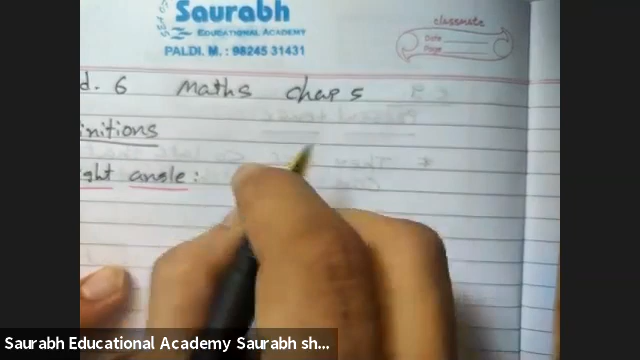 Saurabh
EDUCATIONAL ACADEMY
PALDI. M. : 98245 31431
classmate
Date
Page
d. 6 Maths chap 5
initions
ght angle:
Saurabh Educational Academy Saurabh sh...